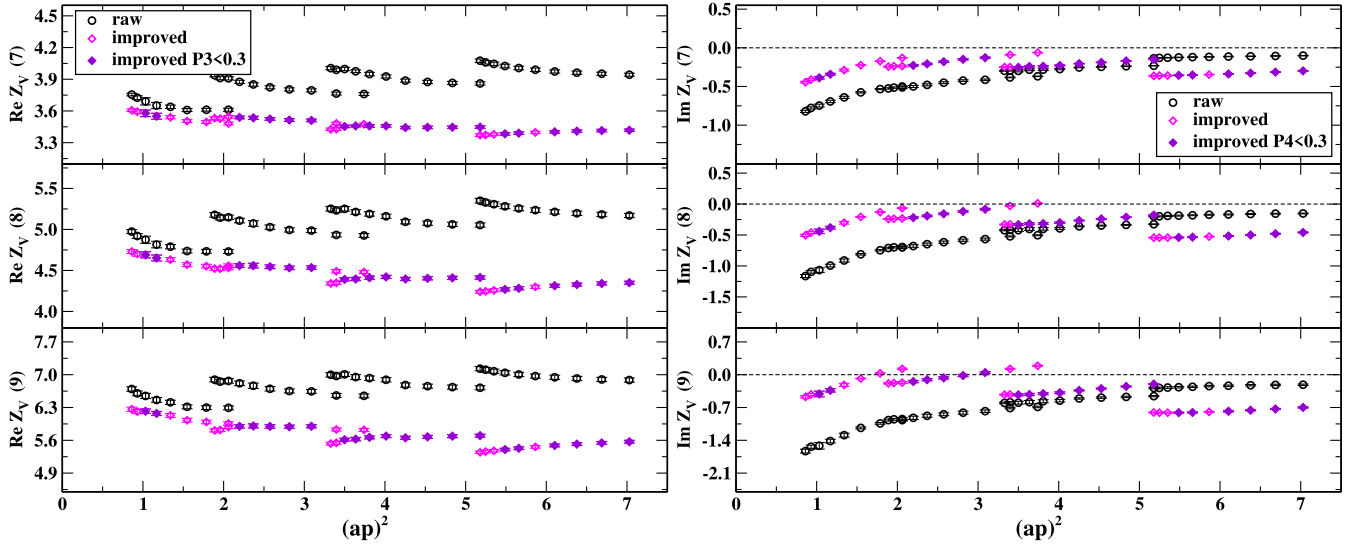 4.5
4.2
3.9
3.6
3.3
Re Z_V (7)
raw
improved
improved P3<0.3
5.5
5.0
4.5
4.0
Re Z_V (8)
7.7
7.0
6.3
5.6
4.9
Re Z_V (9)
0 1 2 3 4 5 6 7
(ap)^2
0.5
0.0
-0.5
-1.0
Im Z_V (7)
raw
improved
improved P4<0.3
0.5
0.0
-0.5
-1.0
-1.5
Im Z_V (8)
0.7
0.0
-0.7
-1.4
-2.1
Im Z_V (9)
0 1 2 3 4 5 6 7
(ap)^2